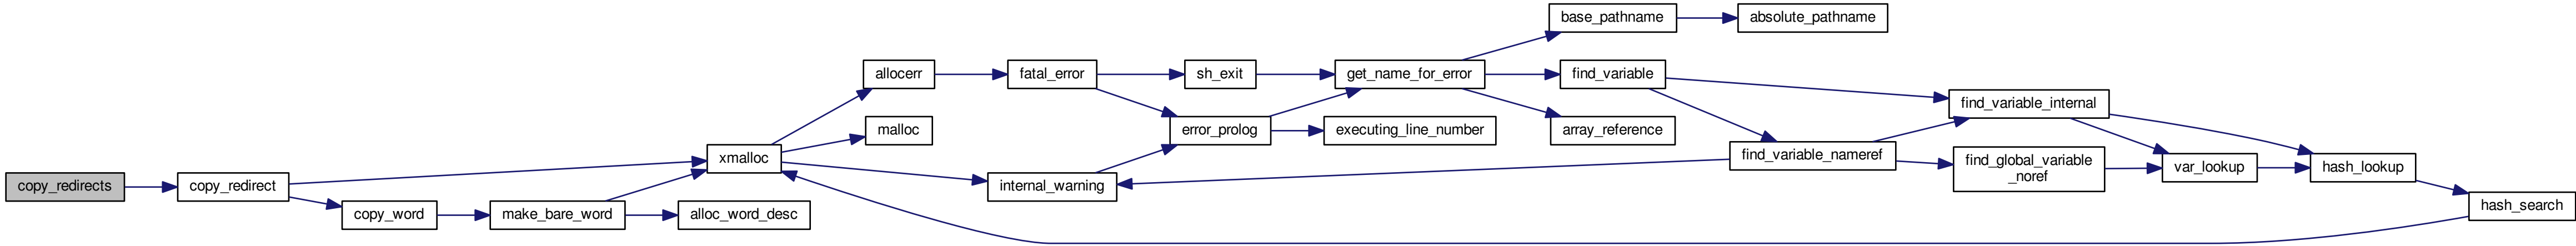 copy_redirects
copy_redirect
copy_word
make_bare_word
alloc_word_desc
xmalloc
allocerr
malloc
internal_warning
fatal_error
sh_exit
error_prolog
get_name_for_error
executing_line_number
base_pathname
absolute_pathname
find_variable
array_reference
find_variable_nameref
find_variable_internal
find_global_variable
_noref
var_lookup
hash_lookup
hash_search